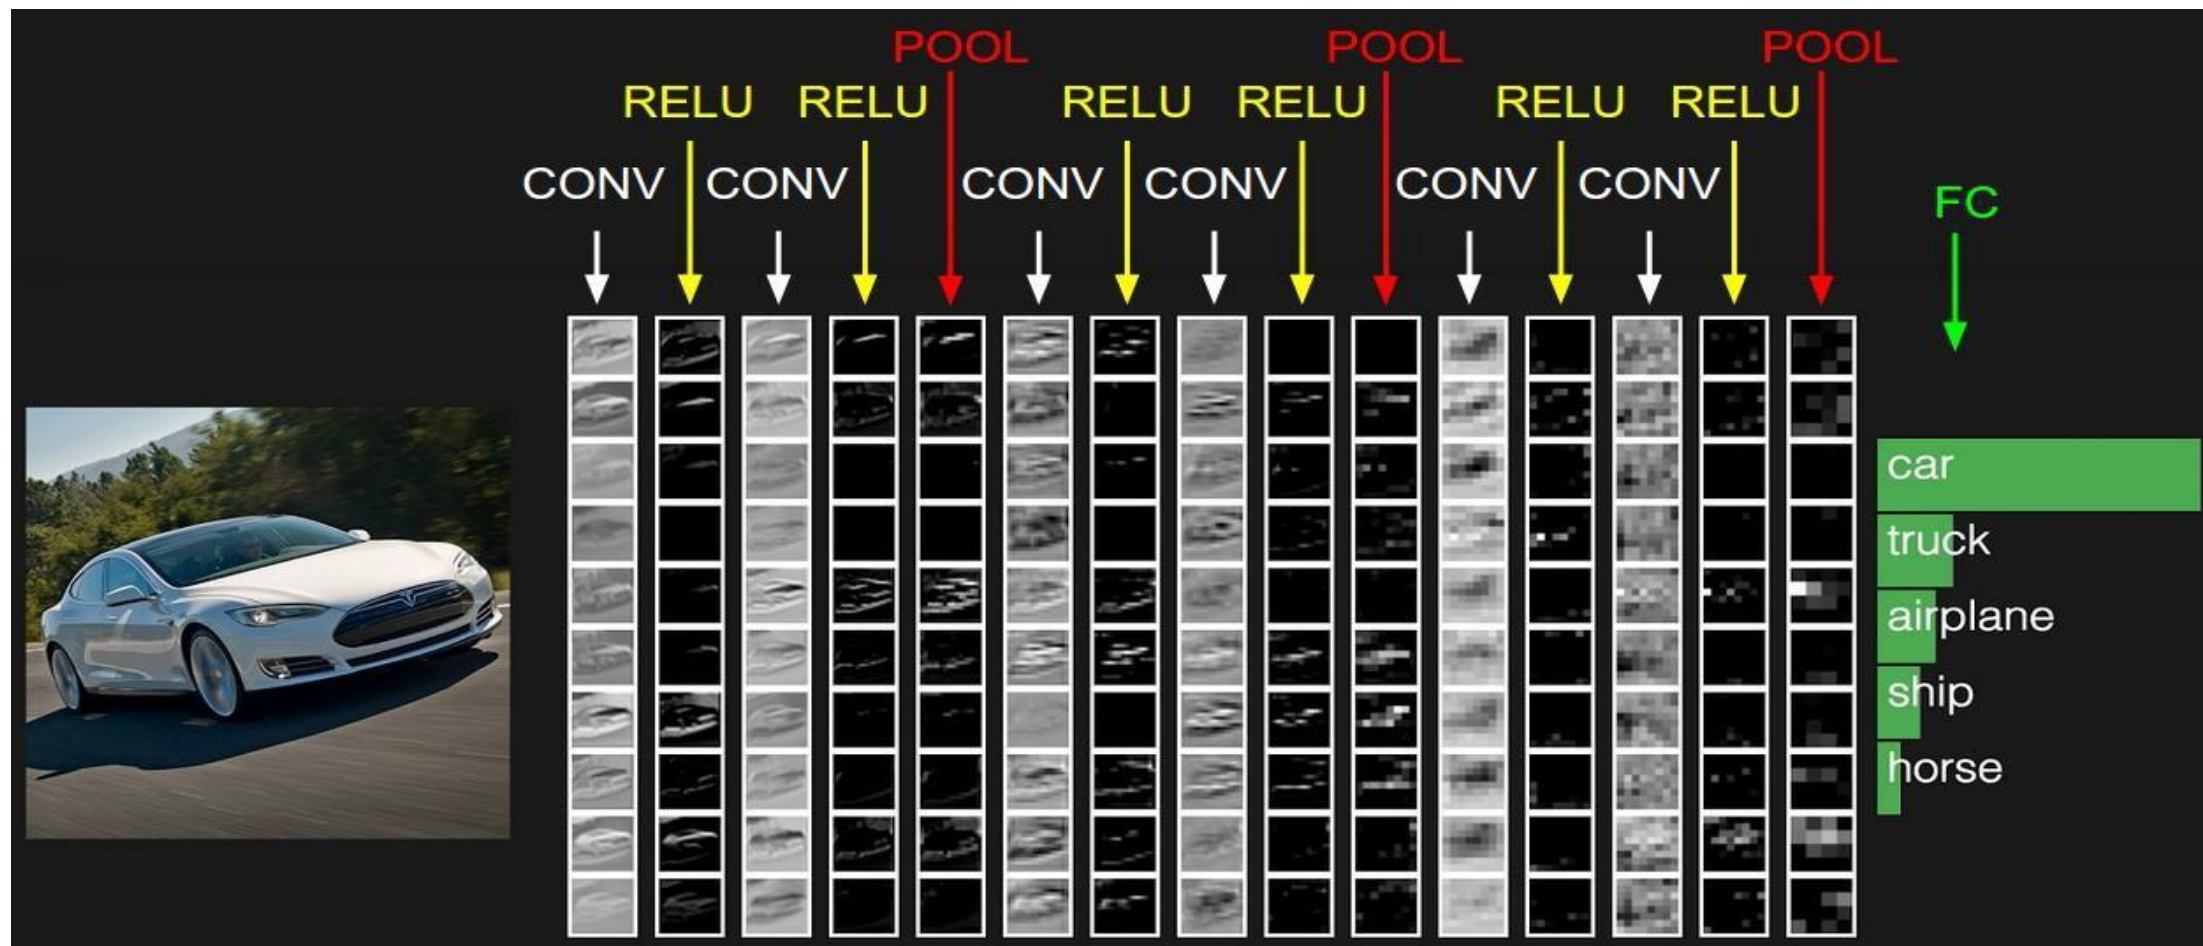 POOL POOL POOL
RELU RELU RELU RELU RELU RELU
CONV CONV CONV CONV CONV CONV
FC
car
truck
airplane
ship
horse